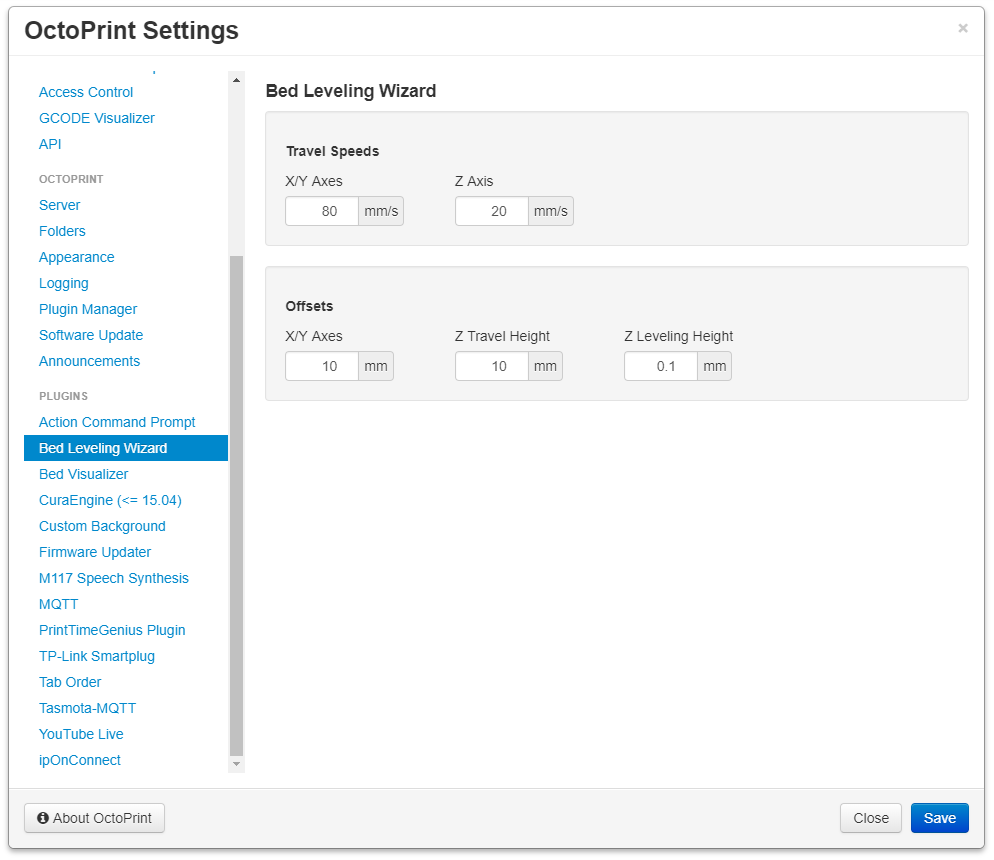 OctoPrint Settings
×
Access Control
GCODE Visualizer
API
OCTOPRINT
Server
Folders
Appearance
Logging
Plugin Manager
Software Update
Announcements
PLUGINS
Action Command Prompt
Bed Leveling Wizard
Bed Visualizer
CuraEngine (<= 15.04)
Custom Background
Firmware Updater
M117 Speech Synthesis
MQTT
PrintTimeGenius Plugin
TP-Link Smartplug
Tab Order
Tasmota-MQTT
YouTube Live
ipOnConnect
Bed Leveling Wizard
Travel Speeds
X/Y Axes Z Axis
80 mm/s 20 mm/s
Offsets
X/Y Axes Z Travel Height Z Leveling Height
10 mm 10 mm 0.1 mm
About OctoPrint Close Save